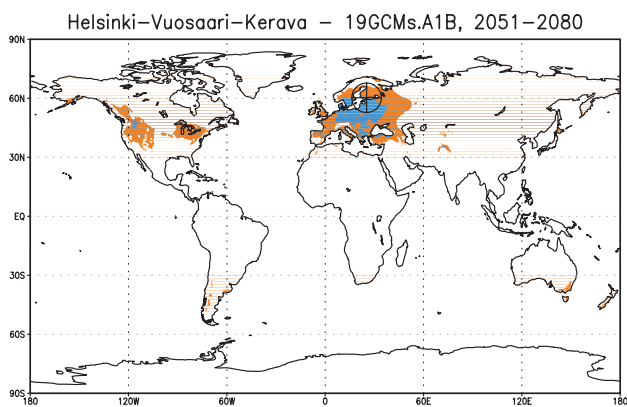 Helsinki−Vuosaari−Kerava − 19GCMs.A1B, 2051−2080
90N
60N
30N
EQ
30S
60S
90S
180 120W 60W 0 60E 120E 180